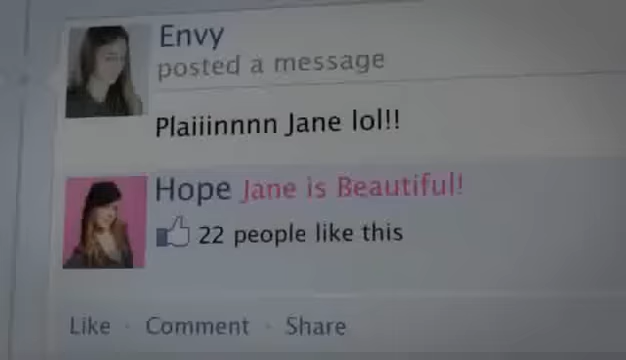 Envy
posted a message
Plaiiinnnn Jane lol!!
Hope Jane is Beautiful!
22 people like this
Like · Comment · Share